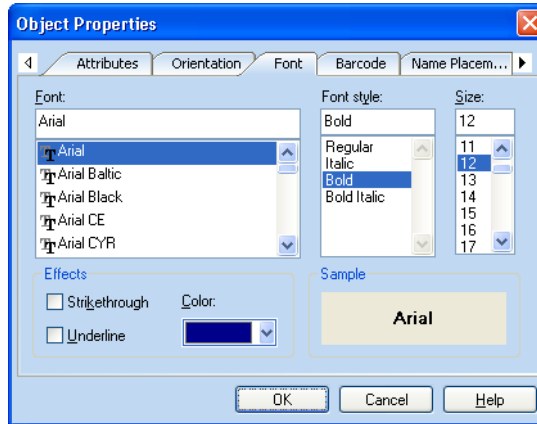 Object Properties
Attributes Orientation Font Barcode Name Placem...
Font: Font style: Size:
Arial Bold 12
Arial Regular 11
Arial Baltic Italic 12
Arial Black Bold 13
Arial CE Bold Italic 14
Arial CYR 15
16
17
Effects Sample
Strikethrough Color:
Arial
Underline
OK Cancel Help